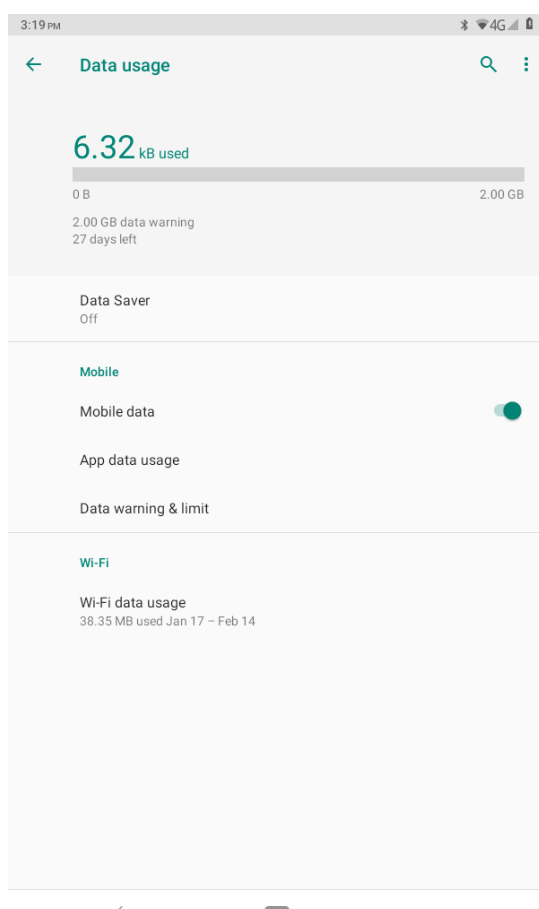 3:19 PM 4G
Data usage
6.32 kB used
0 B 2.00 GB
2.00 GB data warning
27 days left
Data Saver
Off
Mobile
Mobile data
App data usage
Data warning & limit
Wi-Fi
Wi-Fi data usage
38.35 MB used Jan 17 – Feb 14